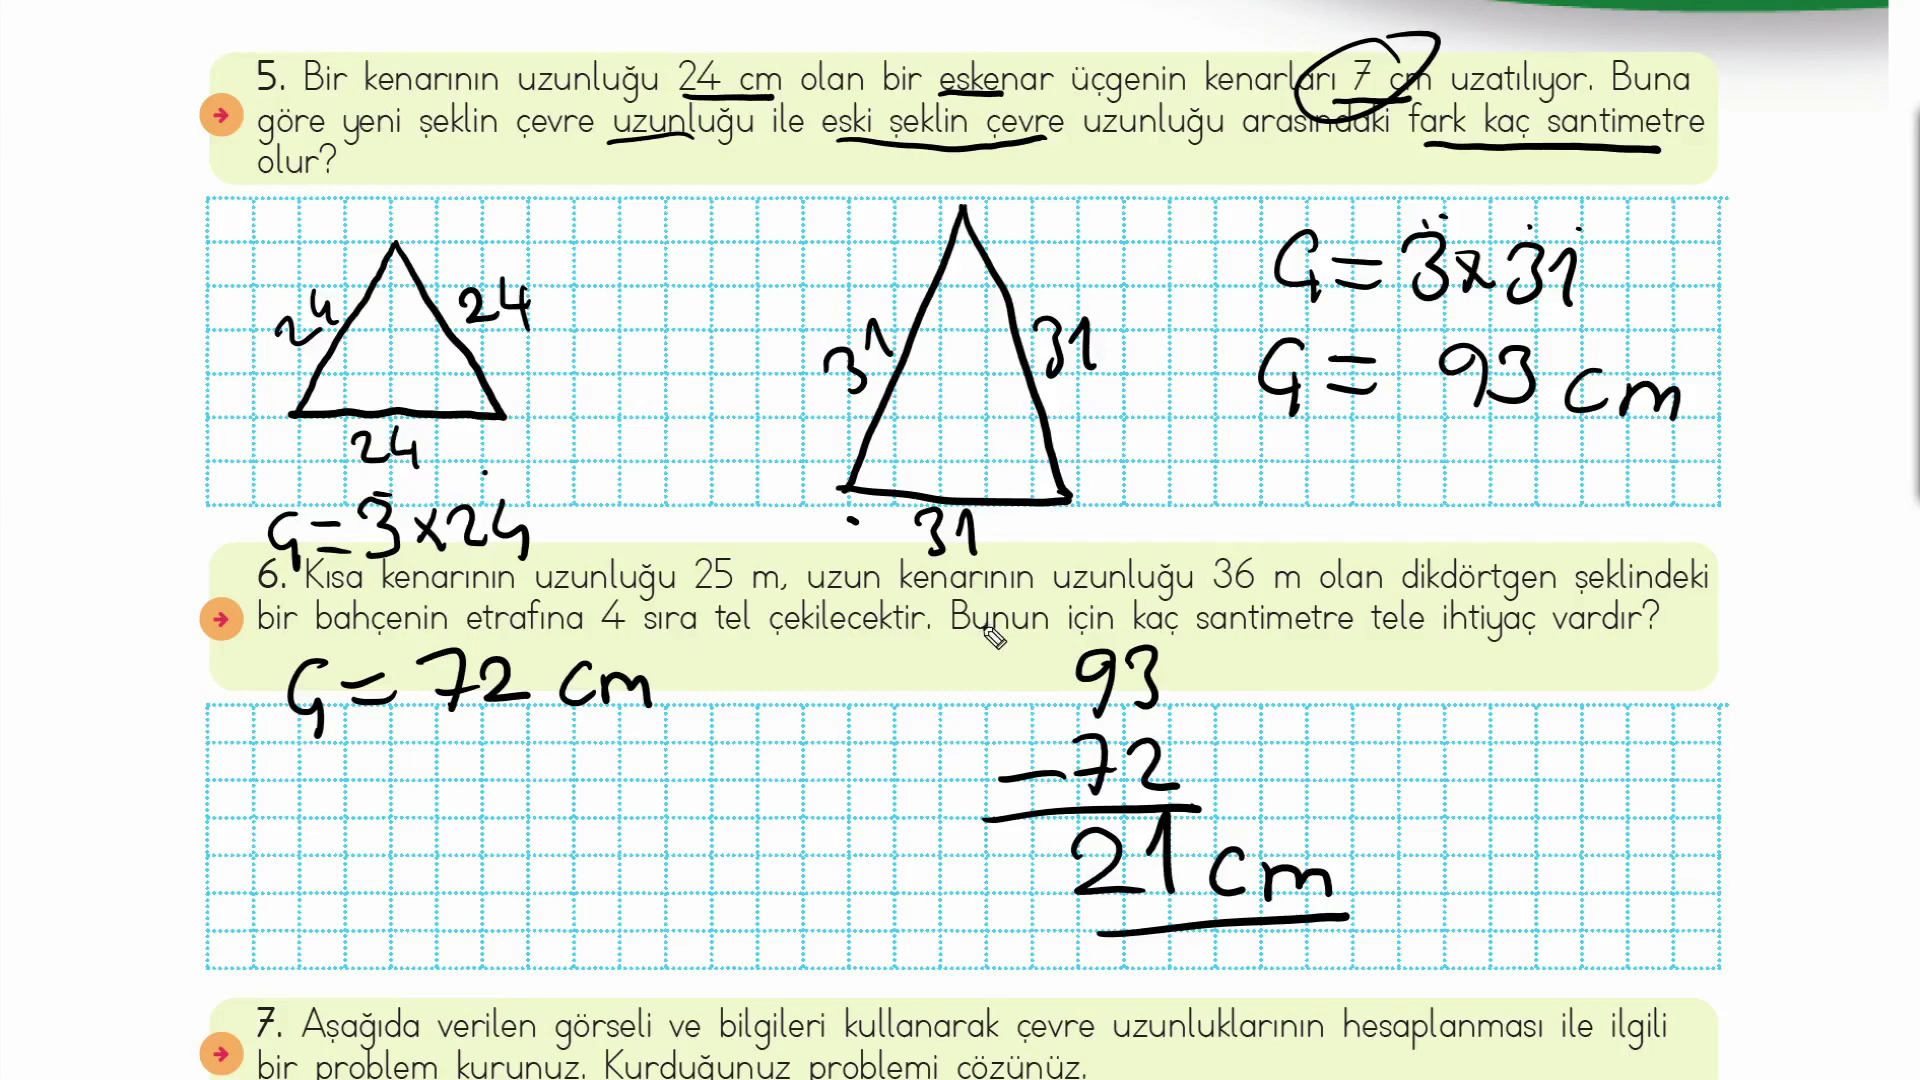 5. Bir kenarının uzunluğu 24 cm olan bir eşkenar üçgenin kenarları 7 cm uzatılıyor. Buna
göre yeni şeklin çevre uzunluğu ile eski şeklin çevre uzunluğu arasındaki fark kaç santimetre
olur?
24
24
24
Ç = 3 x 24
31
31
31
Ç = 3 x 31
Ç = 93 cm
6. Kısa kenarının uzunluğu 25 m, uzun kenarının uzunluğu 36 m olan dikdörtgen şeklindeki
bir bahçenin etrafına 4 sıra tel çekilecektir. Bunun için kaç santimetre tele ihtiyaç vardır?
Ç = 72 cm
93
- 72
21 cm
7. Aşağıda verilen görseli ve bilgileri kullanarak çevre uzunluklarının hesaplanması ile ilgili
bir problem kurunuz. Kurduğunuz problemi çözünüz.